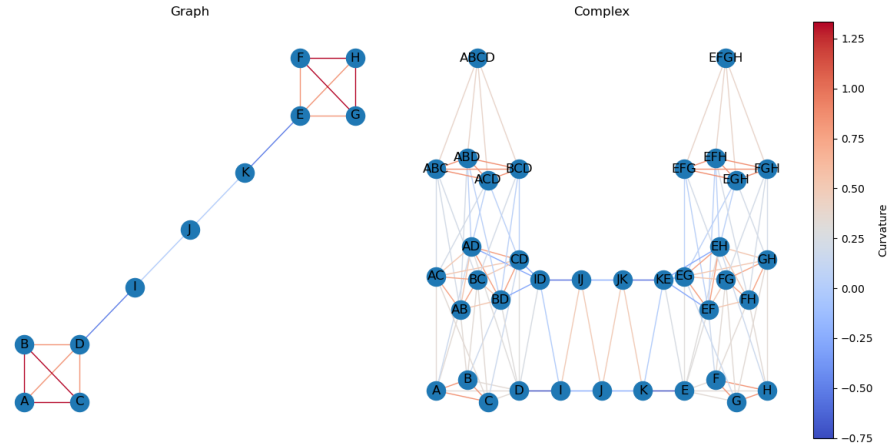 Graph
Complex
F H
E G
K
J
I
B D
A C
ABCD EFGH
ABC ABD ACD BCD EFG EFH EGH FGH
AD CD EH GH
AC BC BD AB ID IJ JK KE EG FG EF FH
A B C D I J K E F G H
1.25
1.00
0.75
0.50
0.25
0.00
−0.25
−0.50
−0.75
Curvature